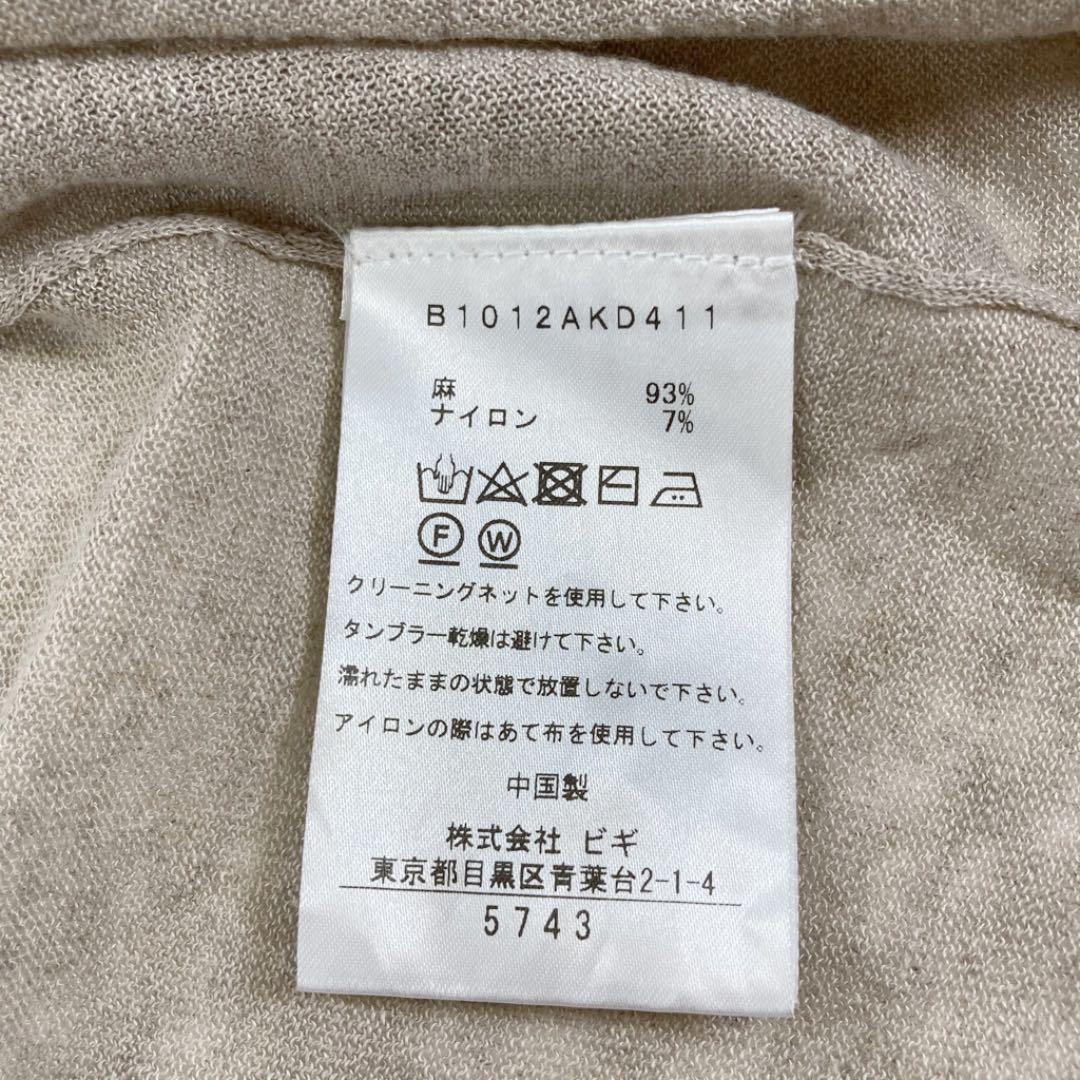 B1012AKD411
麻 93%
ナイロン 7%
F W
クリーニングネットを使用して下さい。
タンブラー乾燥は避けて下さい。
濡れたままの状態で放置しないで下さい。
アイロンの際はあて布を使用して下さい。
中国製
株式会社 ビギ
東京都目黒区青葉台2-1-4
5743